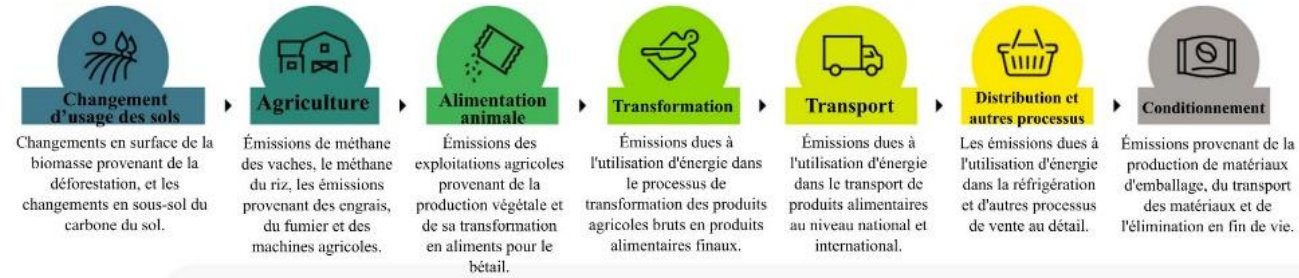 Changement
d'usage des sols
Changements en surface de la
biomasse provenant de la
déforestation, et les
changements en sous-sol du
carbone du sol.
Agriculture
Émissions de méthane
des vaches, le méthane
du riz, les émissions
provenant des engrais,
du fumier et des
machines agricoles.
Alimentation
animale
Émissions des
exploitations agricoles
provenant de la
production végétale et
de sa transformation
en aliments pour le
bétail.
Transformation
Émissions dues à
l'utilisation d'énergie dans
le processus de
transformation des produits
agricoles bruts en produits
alimentaires finaux.
Transport
Émissions dues à
l'utilisation d'énergie
dans le transport de
produits alimentaires
au niveau national et
international.
Distribution et
autres processus
Les émissions dues à
l'utilisation d'énergie
dans la réfrigération
et d'autres processus
de vente au détail.
Conditionnement
Émissions provenant de la
production de matériaux
d'emballage, du transport
des matériaux et de
l'élimination en fin de vie.